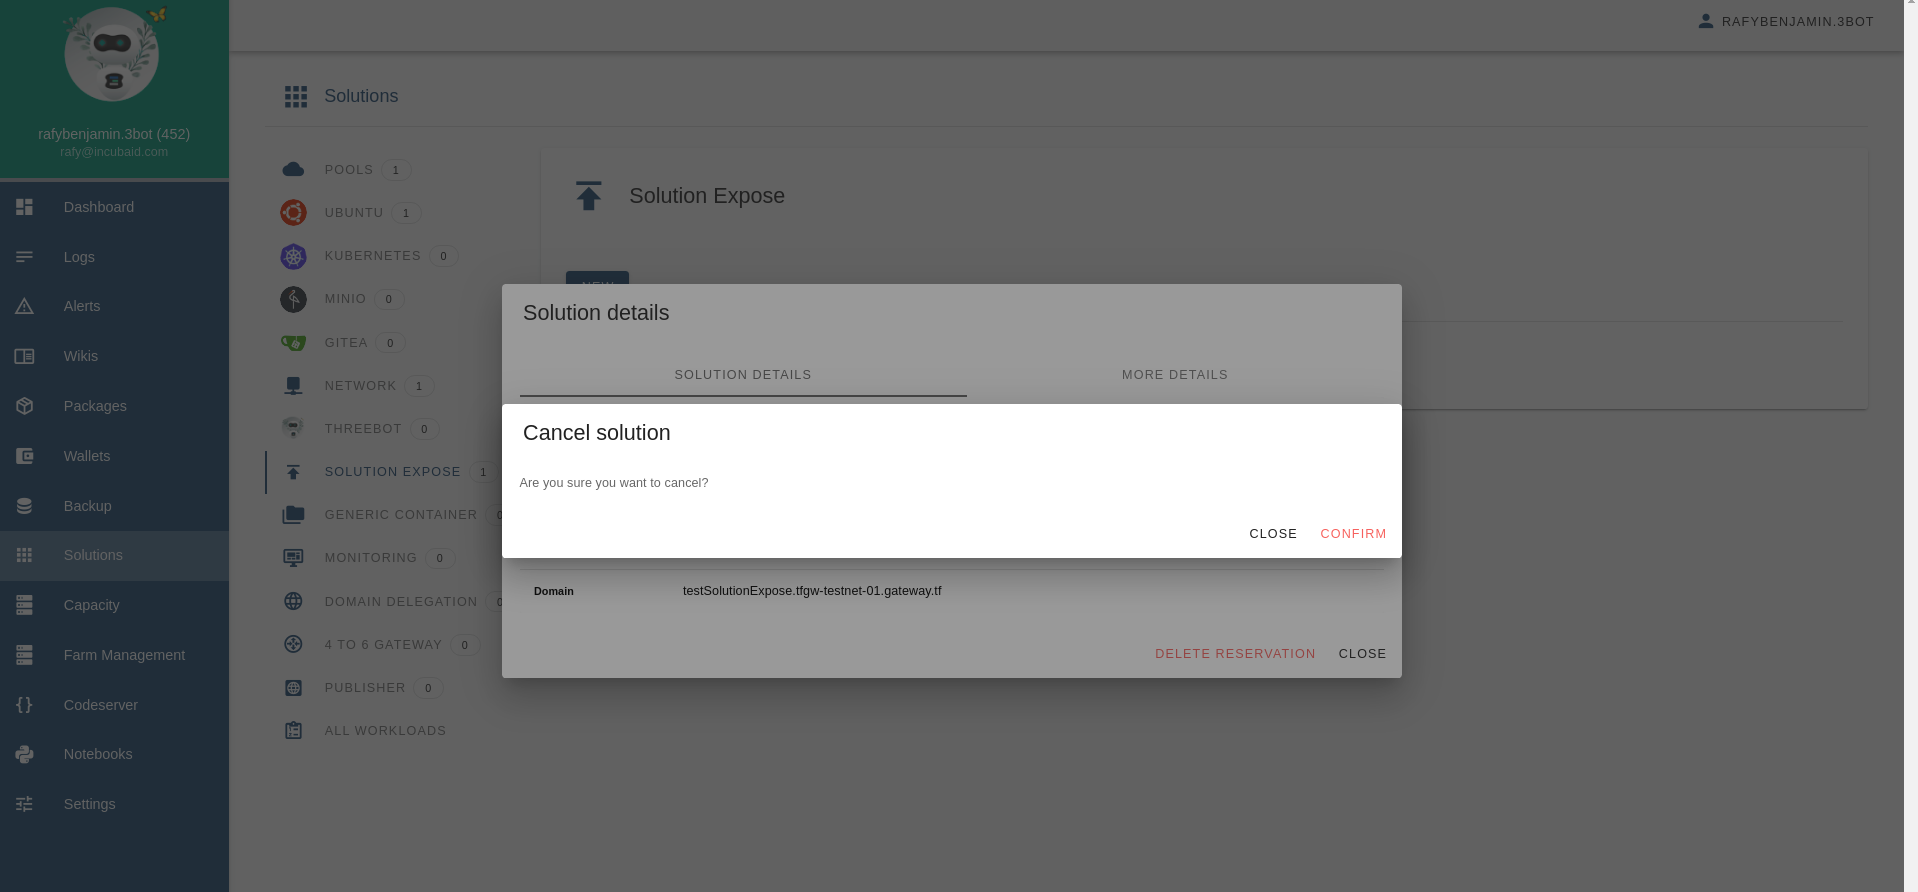 RAFYBENJAMIN.3BOT
rafybenjamin.3bot (452)
rafy@incubaid.com
Dashboard
Logs
Alerts
Wikis
Packages
Wallets
Backup
Solutions
Capacity
Farm Management
Codeserver
Notebooks
Settings
Solutions
POOLS 1
UBUNTU 1
KUBERNETES 0
MINIO 0
GITEA 0
NETWORK 1
THREEBOT 0
SOLUTION EXPOSE 1
GENERIC CONTAINER 0
MONITORING 0
DOMAIN DELEGATION 0
4 TO 6 GATEWAY 0
PUBLISHER 0
ALL WORKLOADS
Solution Expose
NEW
Solution details
SOLUTION DETAILS MORE DETAILS
Cancel solution
Are you sure you want to cancel?
CLOSE CONFIRM
Domain testSolutionExpose.tfgw-testnet-01.gateway.tf
DELETE RESERVATION CLOSE